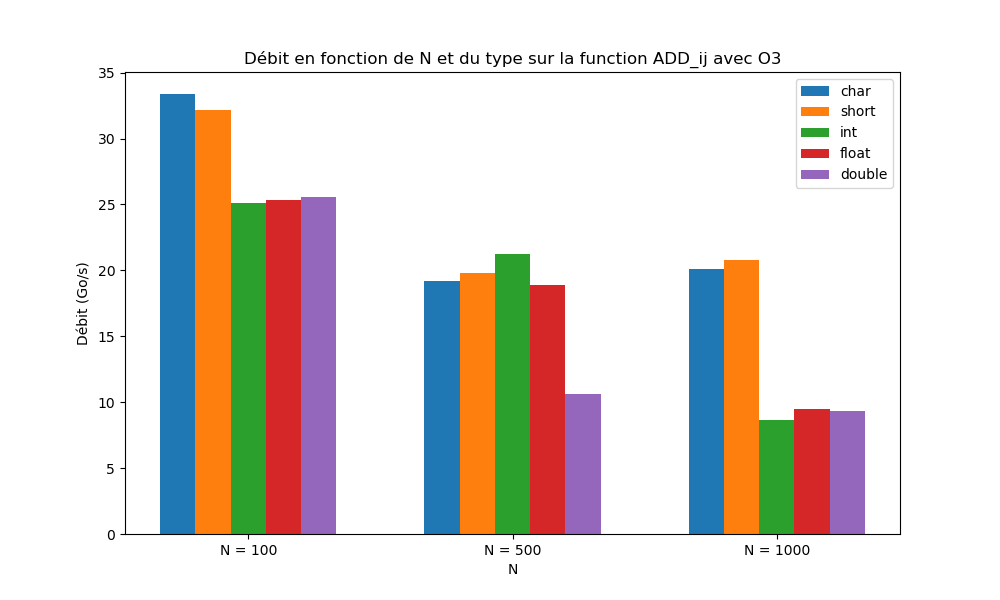 Débit en fonction de N et du type sur la function ADD_ij avec O3
Débit (Go/s)
35
30
25
20
15
10
5
0
char
short
int
float
double
N = 100
N = 500
N = 1000
N